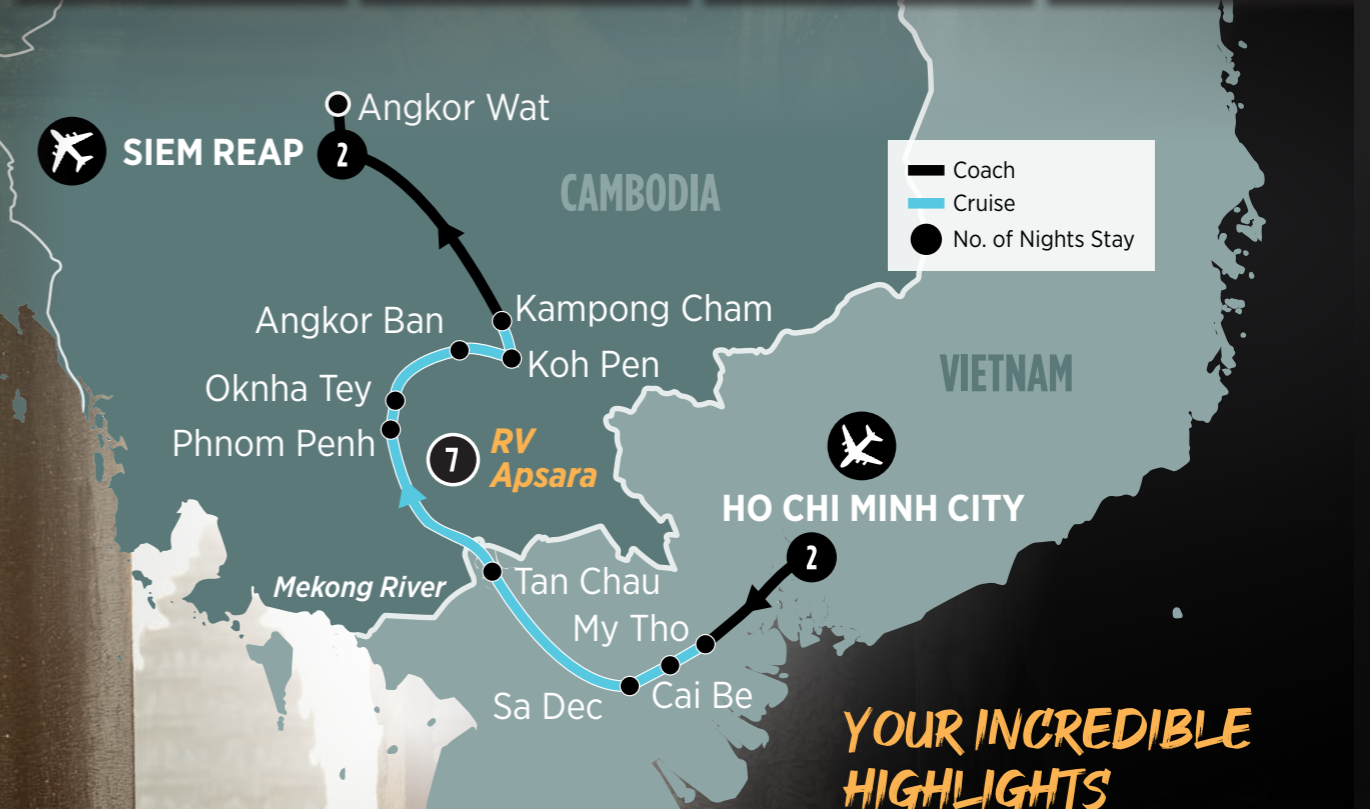 Angkor Wat
SIEM REAP
2
CAMBODIA
Coach
Cruise
No. of Nights Stay
Kampong Cham
Angkor Ban
Koh Pen
VIETNAM
Oknha Tey
Phnom Penh
7
RV
Apsara
HO CHI MINH CITY
2
Mekong River
Tan Chau
My Tho
Cai Be
Sa Dec
YOUR INCREDIBLE
HIGHLIGHTS